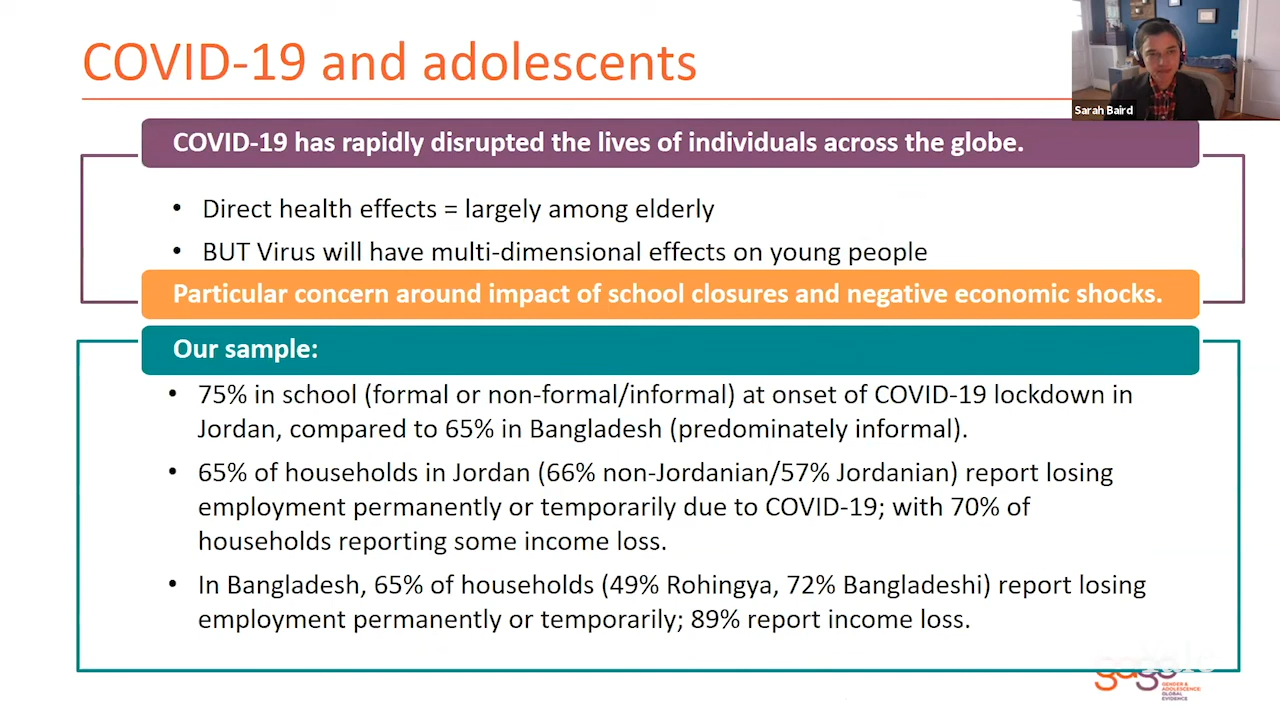 COVID-19 and adolescents
Sarah Baird
COVID-19 has rapidly disrupted the lives of individuals across the globe.
• Direct health effects = largely among elderly
• BUT Virus will have multi-dimensional effects on young people
Particular concern around impact of school closures and negative economic shocks.
Our sample:
• 75% in school (formal or non-formal/informal) at onset of COVID-19 lockdown in
Jordan, compared to 65% in Bangladesh (predominately informal).
• 65% of households in Jordan (66% non-Jordanian/57% Jordanian) report losing
employment permanently or temporarily due to COVID-19; with 70% of
households reporting some income loss.
• In Bangladesh, 65% of households (49% Rohingya, 72% Bangladeshi) report losing
employment permanently or temporarily; 89% report income loss.
GENDER &
ADOLESCENCE:
GLOBAL
EVIDENCE